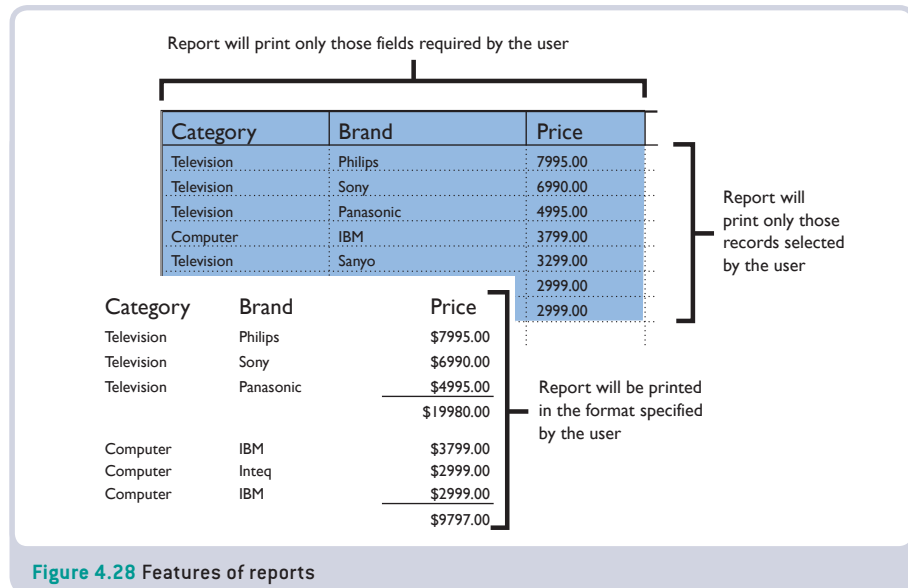 Report will print only those fields required by the user
Category Brand Price
Television Philips 7995.00
Television Sony 6990.00
Television Panasonic 4995.00
Computer IBM 3799.00
Television Sanyo 3299.00
2999.00
2999.00
Report will
print only those
records selected
by the user
Category Brand Price
Television Philips $7995.00
Television Sony $6990.00
Television Panasonic $4995.00
$19980.00
Computer IBM $3799.00
Computer Inteq $2999.00
Computer IBM $2999.00
$9797.00
Report will be printed
in the format specified
by the user
Figure 4.28 Features of reports